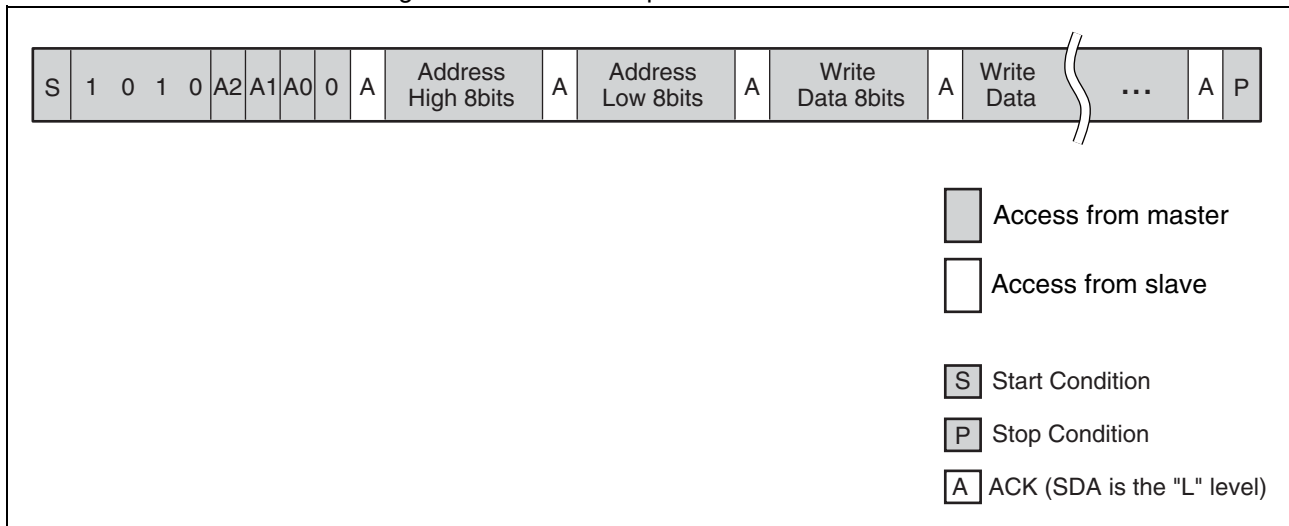 S 1 0 1 0 A2 A1 A0 0 A Address High 8bits A Address Low 8bits A Write Data 8bits A Write Data ... A P
Access from master
Access from slave
S Start Condition
P Stop Condition
A ACK (SDA is the "L" level)